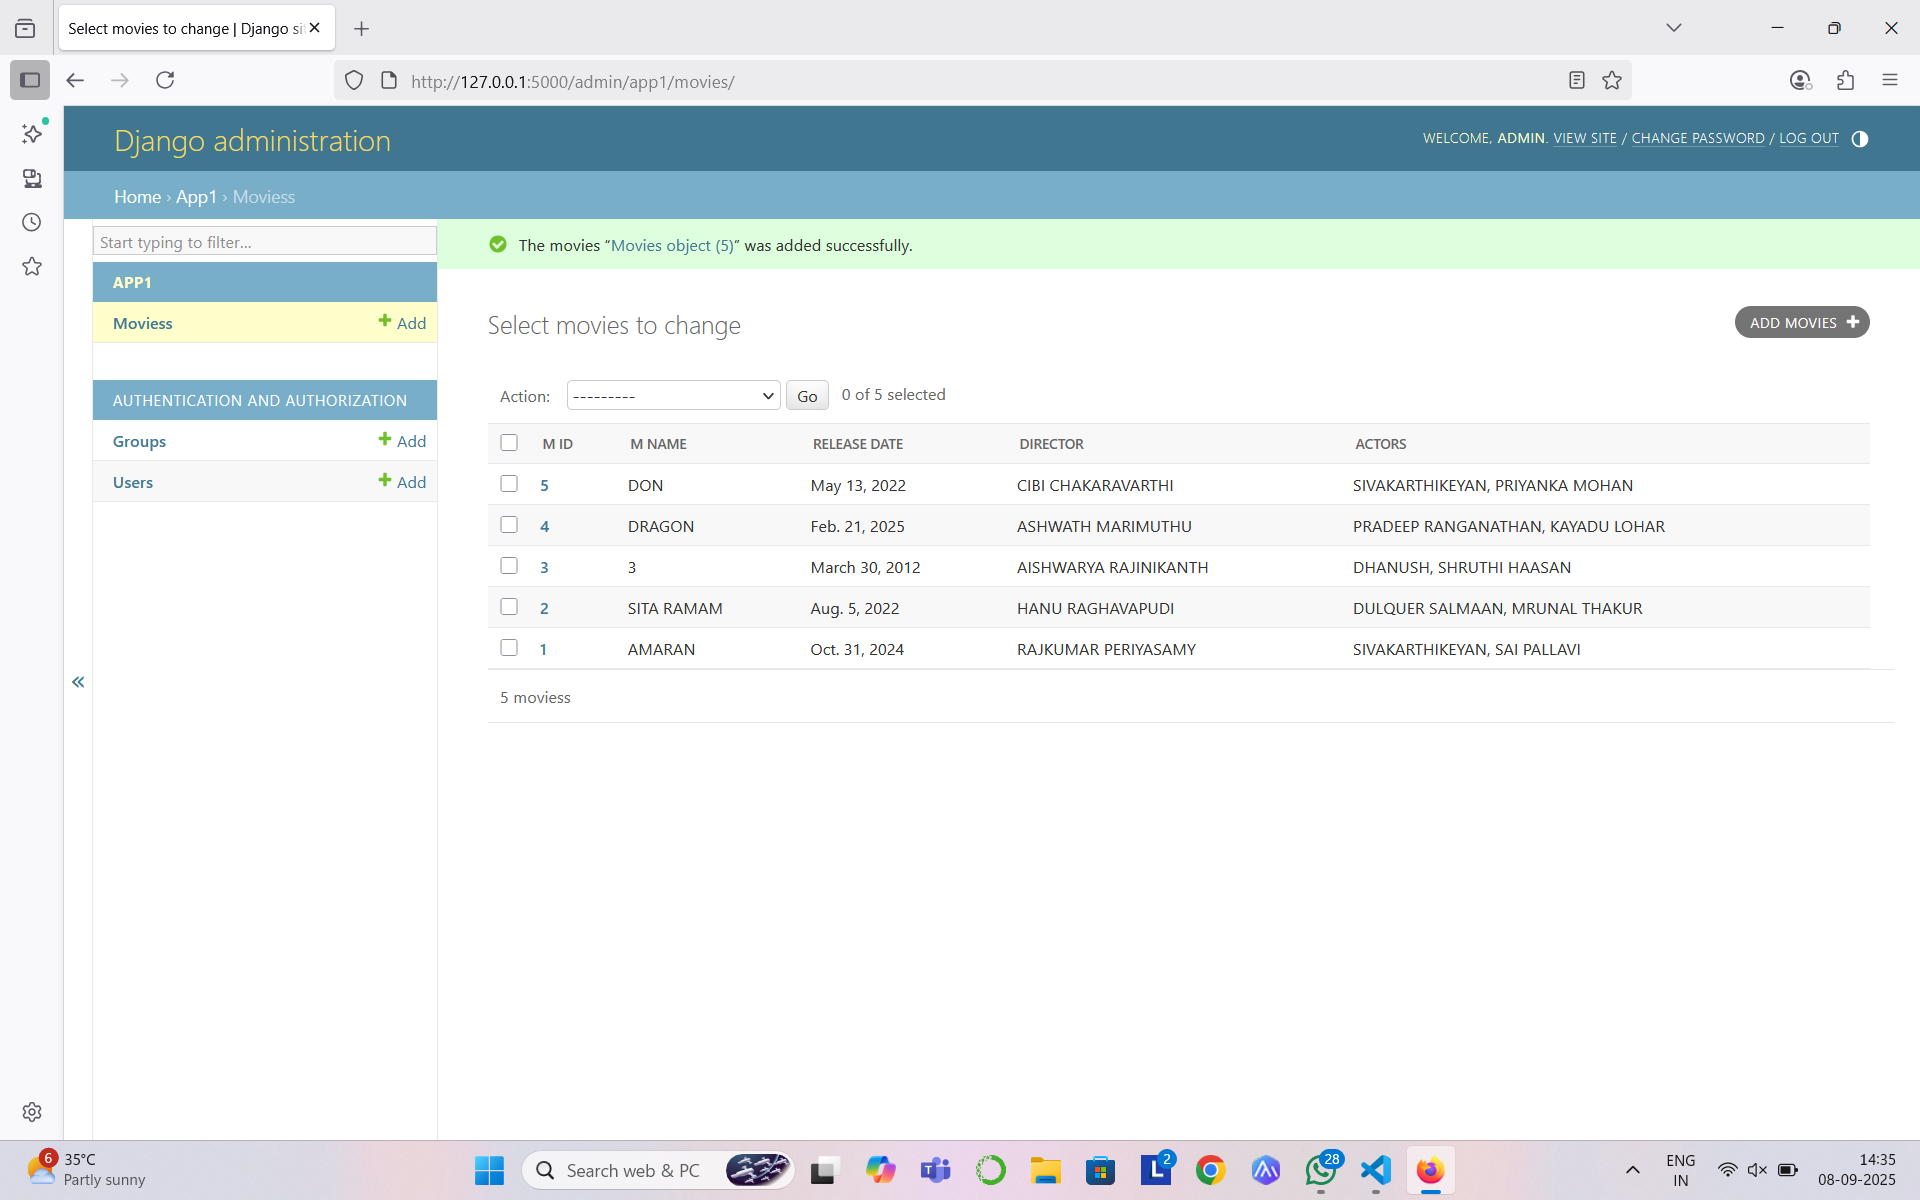 Select movies to change | Django si
http://127.0.0.1:5000/admin/app1/movies/
Django administration
WELCOME, ADMIN. VIEW SITE / CHANGE PASSWORD / LOG OUT
Home › App1 › Moviess
Start typing to filter...
APP1
Moviess + Add
AUTHENTICATION AND AUTHORIZATION
Groups + Add
Users + Add
«
The movies “Movies object (5)” was added successfully.
Select movies to change
ADD MOVIES +
Action: --------- Go 0 of 5 selected
M ID M NAME RELEASE DATE DIRECTOR ACTORS
5 DON May 13, 2022 CIBI CHAKARAVARTHI SIVAKARTHIKEYAN, PRIYANKA MOHAN
4 DRAGON Feb. 21, 2025 ASHWATH MARIMUTHU PRADEEP RANGANATHAN, KAYADU LOHAR
3 3 March 30, 2012 AISHWARYA RAJINIKANTH DHANUSH, SHRUTHI HAASAN
2 SITA RAMAM Aug. 5, 2022 HANU RAGHAVAPUDI DULQUER SALMAAN, MRUNAL THAKUR
1 AMARAN Oct. 31, 2024 RAJKUMAR PERIYASAMY SIVAKARTHIKEYAN, SAI PALLAVI
5 moviess
6 35°C
Partly sunny
Search web & PC
L 2
28
ENG
IN
14:35
08-09-2025